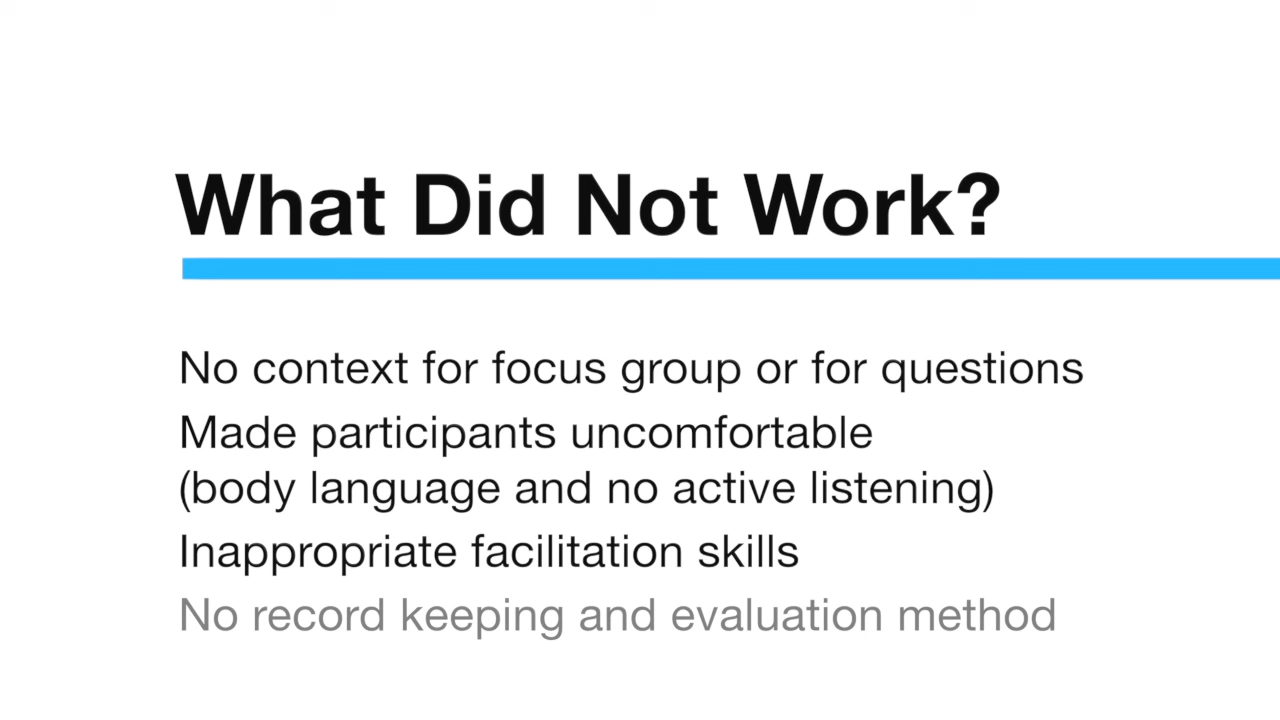 What Did Not Work?
No context for focus group or for questions
Made participants uncomfortable
(body language and no active listening)
Inappropriate facilitation skills
No record keeping and evaluation method